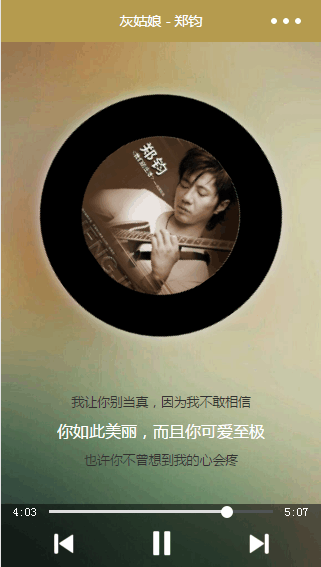 灰姑娘 - 郑钧
郑钧
我让你别当真，因为我不敢相信
你如此美丽，而且你可爱至极
也许你不曾想到我的心会疼
4:03
5:07